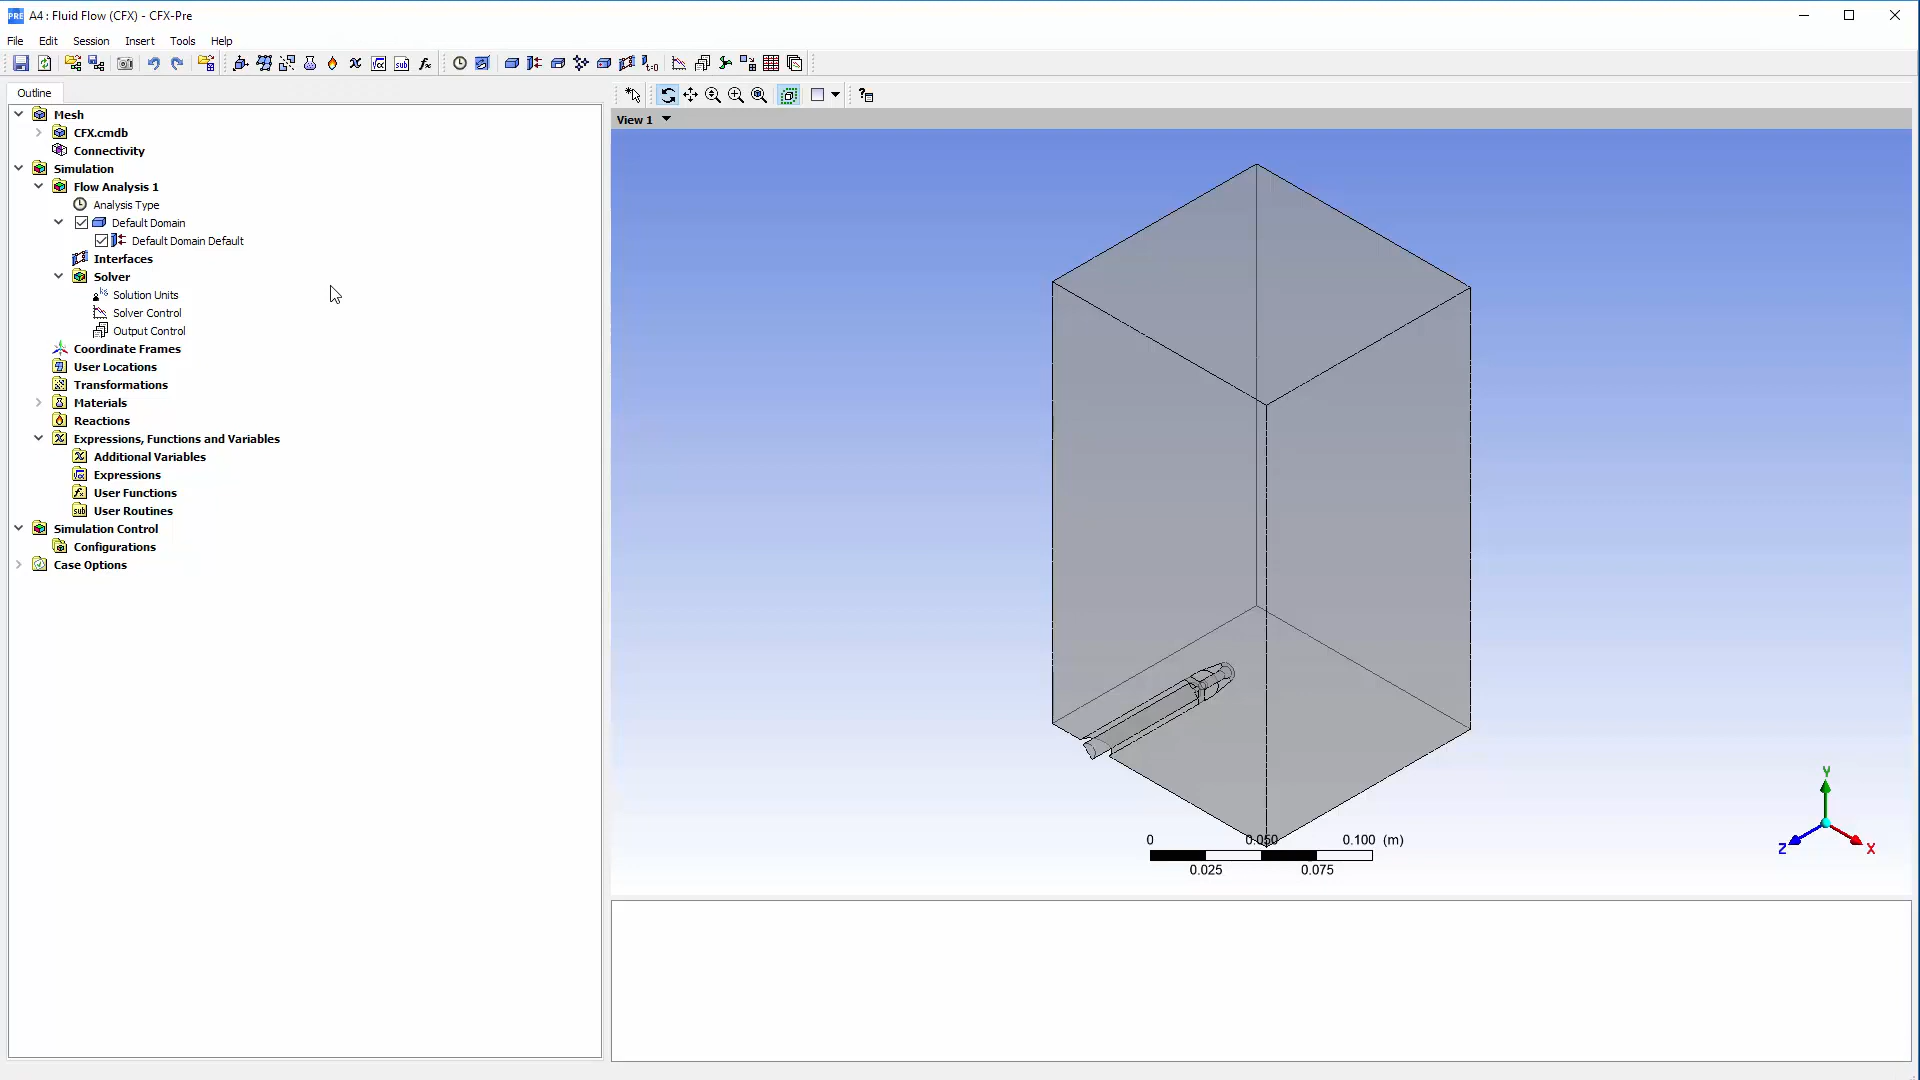 PRE A4 : Fluid Flow (CFX) - CFX-Pre
File Edit Session Insert Tools Help
Outline
Mesh
CFX.cmdb
Connectivity
Simulation
Flow Analysis 1
Analysis Type
Default Domain
Default Domain Default
Interfaces
Solver
Solution Units
Solver Control
Output Control
Coordinate Frames
User Locations
Transformations
Materials
Reactions
Expressions, Functions and Variables
Additional Variables
Expressions
User Functions
User Routines
Simulation Control
Configurations
Case Options
View 1
0 0.050 0.100 (m)
0.025 0.075
Y
Z X